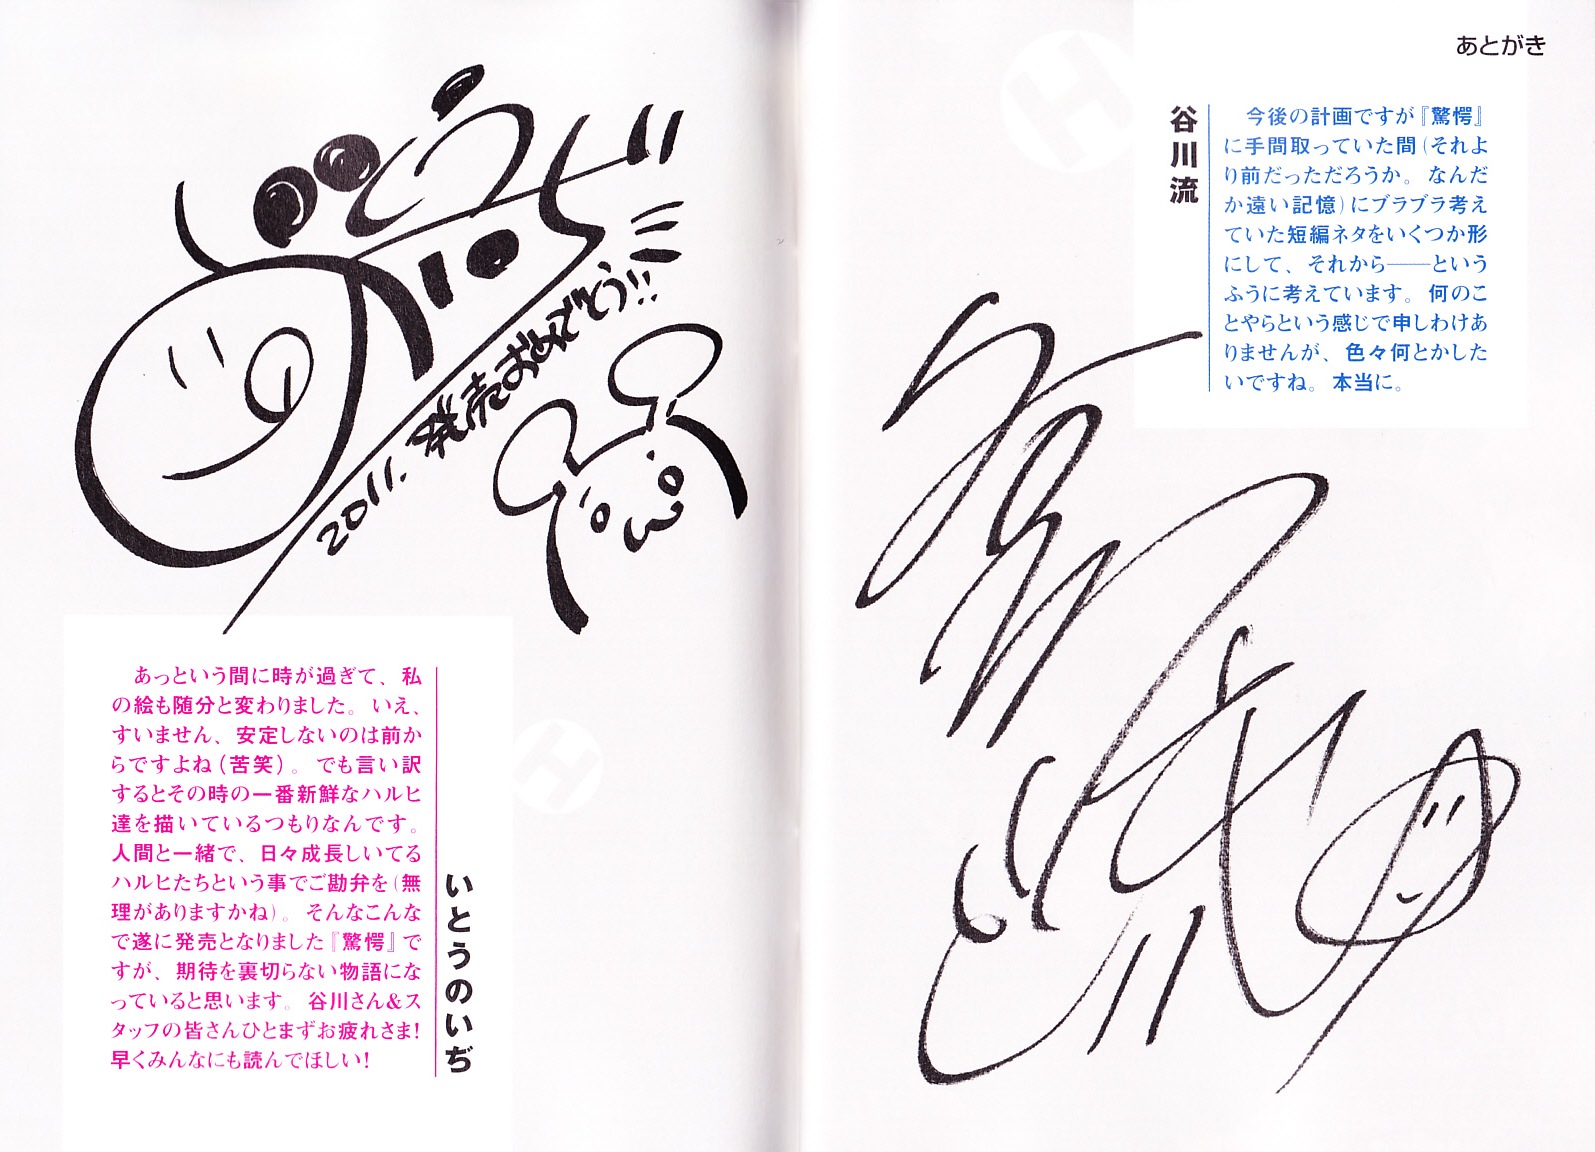 あとがき
谷川流
今後の計画ですが『驚愕』
に手間取っていた間(それよ
り前だっただろうか。なんだ
か遠い記憶)にブラブラ考え
ていた短編ネタをいくつか形
にして、それから――という
ふうに考えています。何のこ
とやらという感じで申しわけあ
りませんが、色々何とかした
いですね。本当に。
2011. 発売おめでとう!!
いとうのいぢ
あっという間に時が過ぎて、私
の絵も随分と変わりました。いえ、
すいません、安定しないのは前か
らですよね(苦笑)。でも言い訳
するとその時の一番新鮮なハルヒ
達を描いているつもりなんです。
人間と一緒で、日々成長しいてる
ハルヒたちという事でご勘弁を(無
理がありますかね)。そんなこんな
で遂に発売となりました『驚愕』で
すが、期待を裏切らない物語にな
っていると思います。谷川さん&ス
タッフの皆さんひとまずお疲れさま!
早くみんなにも読んでほしい!